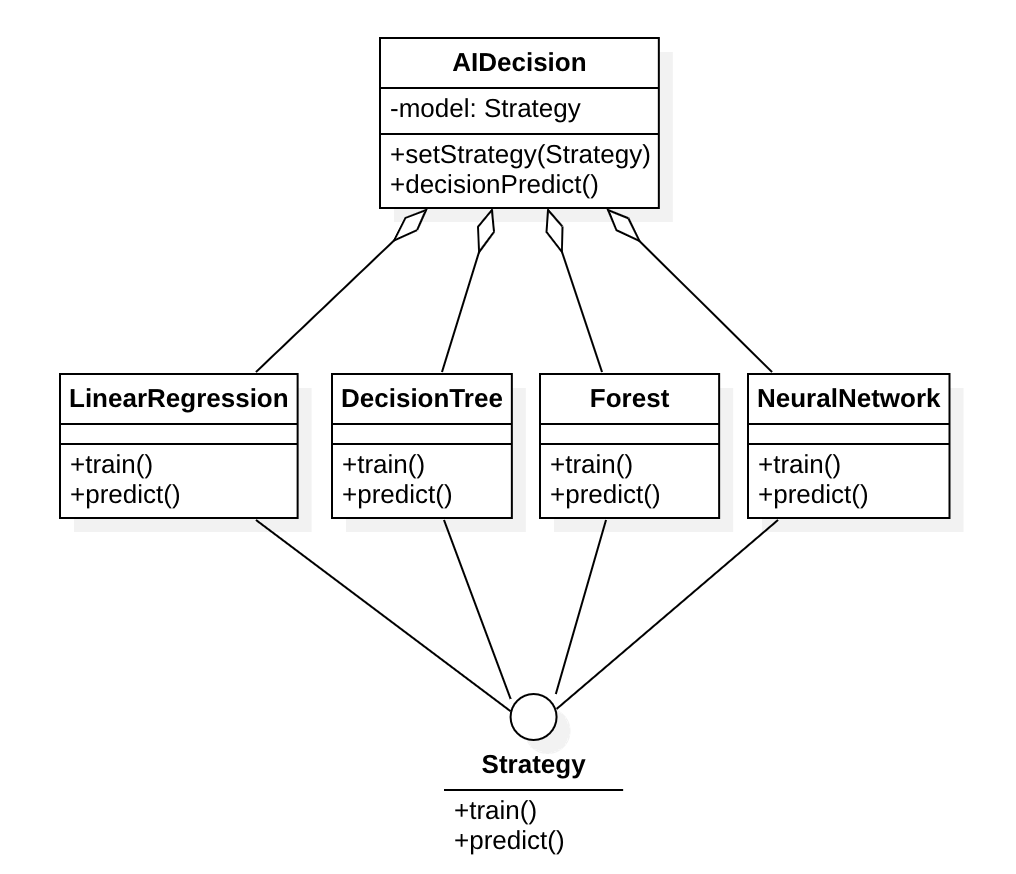 AIDecision
-model: Strategy
+setStrategy(Strategy)
+decisionPredict()
LinearRegression
+train()
+predict()
DecisionTree
+train()
+predict()
Forest
+train()
+predict()
NeuralNetwork
+train()
+predict()
Strategy
+train()
+predict()